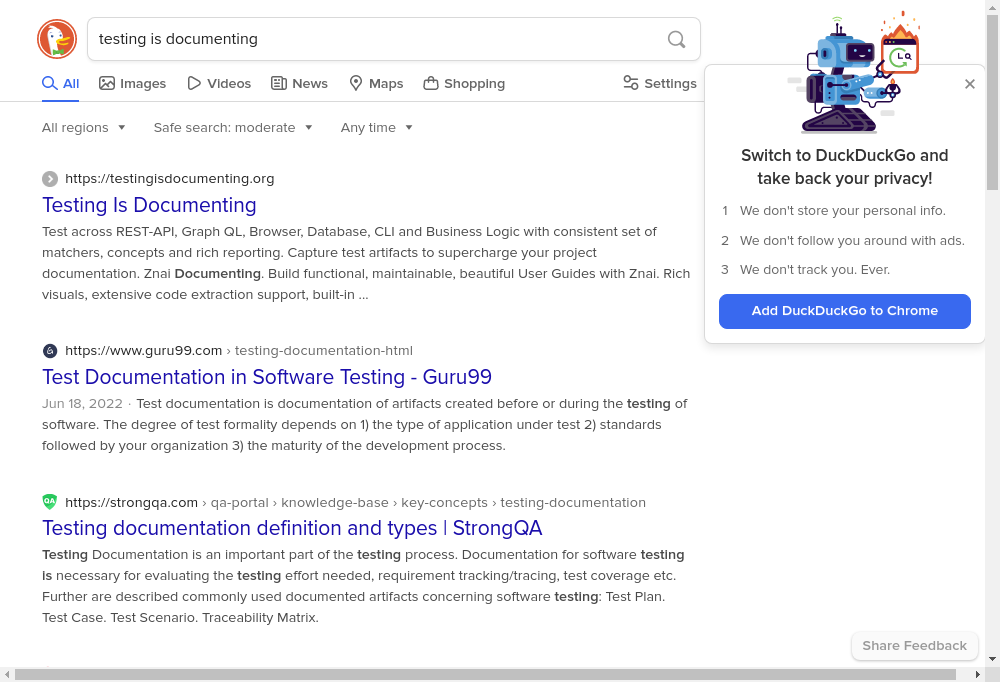 testing is documenting
All Images Videos News Maps Shopping Settings
All regions Safe search: moderate Any time
https://testingisdocumenting.org
Testing Is Documenting
Test across REST-API, Graph QL, Browser, Database, CLI and Business Logic with consistent set of
matchers, concepts and rich reporting. Capture test artifacts to supercharge your project
documentation. Znai Documenting. Build functional, maintainable, beautiful User Guides with Znai. Rich
visuals, extensive code extraction support, built-in ...
https://www.guru99.com › testing-documentation-html
Test Documentation in Software Testing - Guru99
Jun 18, 2022 · Test documentation is documentation of artifacts created before or during the testing of
software. The degree of test formality depends on 1) the type of application under test 2) standards
followed by your organization 3) the maturity of the development process.
QA
https://strongqa.com › qa-portal › knowledge-base › key-concepts › testing-documentation
Testing documentation definition and types | StrongQA
Testing Documentation is an important part of the testing process. Documentation for software testing
is necessary for evaluating the testing effort needed, requirement tracking/tracing, test coverage etc.
Further are described commonly used documented artifacts concerning software testing: Test Plan.
Test Case. Test Scenario. Traceability Matrix.
Switch to DuckDuckGo and
take back your privacy!
1 We don't store your personal info.
2 We don't follow you around with ads.
3 We don't track you. Ever.
Add DuckDuckGo to Chrome
Share Feedback